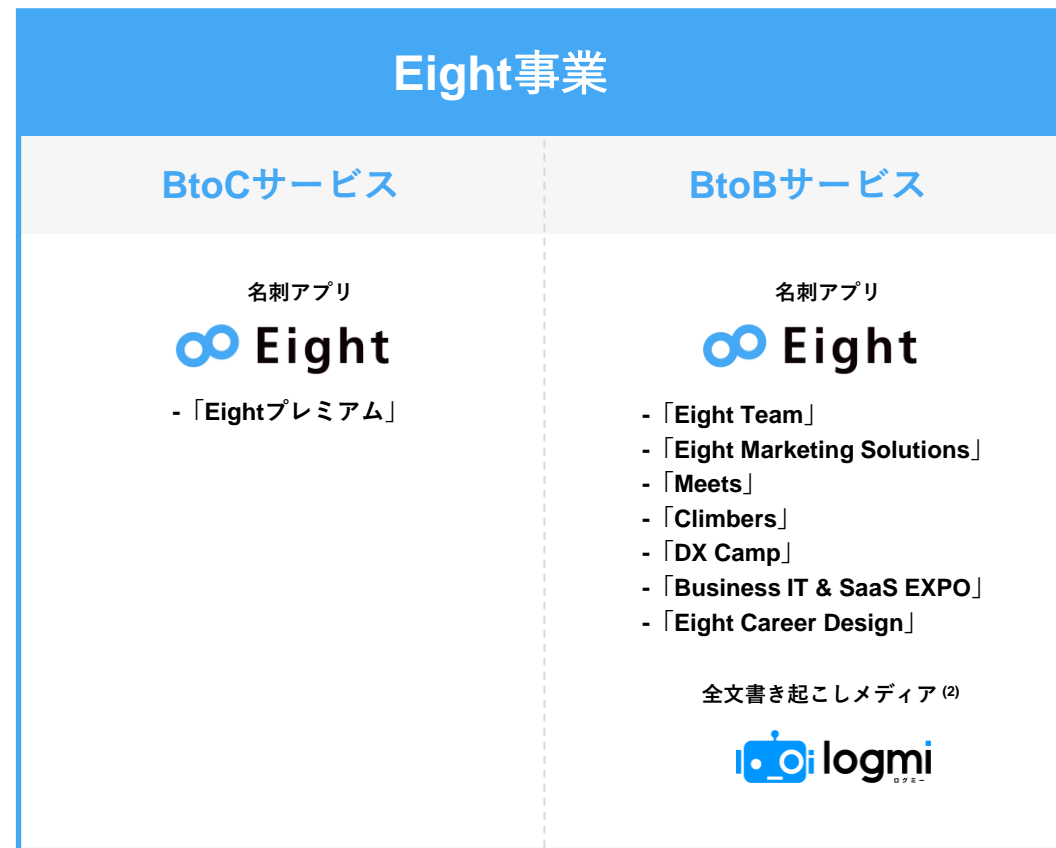 Eight事業
BtoCサービス
BtoBサービス
名刺アプリ
Eight
-「Eightプレミアム」
名刺アプリ
Eight
-「Eight Team」
-「Eight Marketing Solutions」
-「Meets」
-「Climbers」
-「DX Camp」
-「Business IT & SaaS EXPO」
-「Eight Career Design」
全文書き起こしメディア (2)
logmi
ログミー